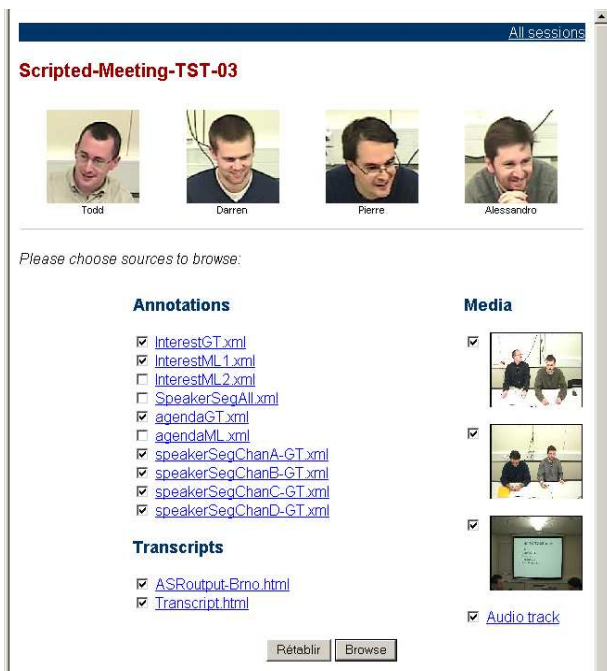 All sessions
Scripted-Meeting-TST-03
Todd Darren Pierre Alessandro
Please choose sources to browse:
Annotations
InterestGT.xml
InterestML1.xml
InterestML2.xml
SpeakerSegAll.xml
agendaGT.xml
agendaML.xml
speakerSegChanA-GT.xml
speakerSegChanB-GT.xml
speakerSegChanC-GT.xml
speakerSegChanD-GT.xml
Transcripts
ASRoutput-Brno.html
Transcript.html
Media
Audio track
Rétablir Browse